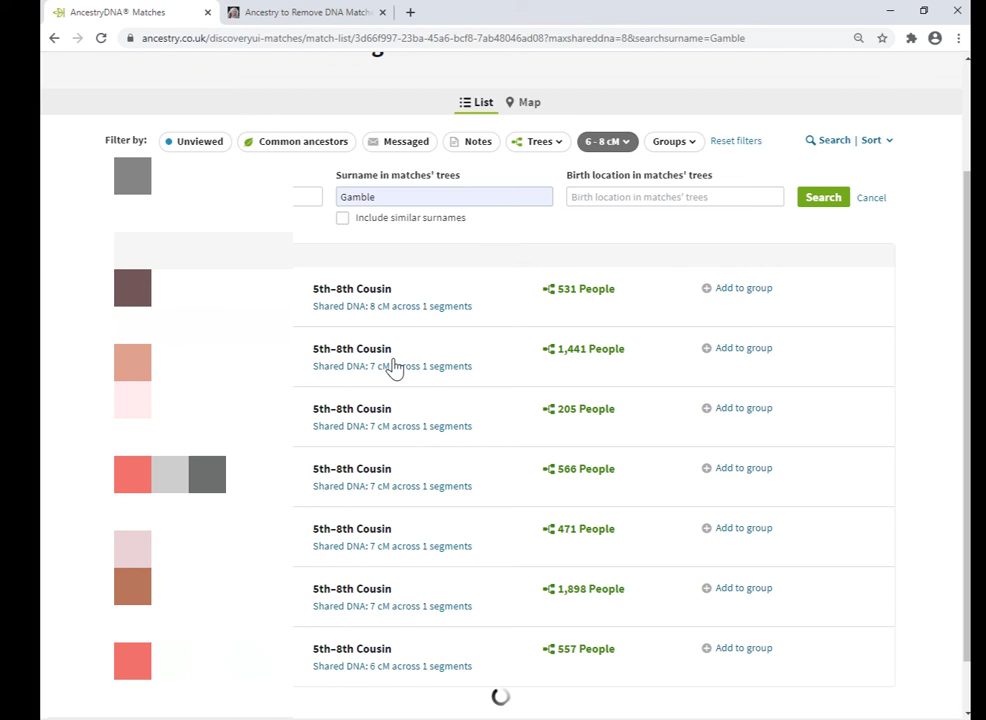 AncestryDNA® Matches
Ancestry to Remove DNA Match
ancestry.co.uk/discoveryui-matches/match-list/3d66f997-23ba-45a6-bcf8-7ab48046ad08?maxshareddna=8&searchsurname=Gamble
List Map
Filter by: Unviewed Common ancestors Messaged Notes Trees 6 - 8 cM Groups Reset filters Search | Sort
Surname in matches' trees Birth location in matches' trees
Gamble Birth location in matches' trees Search Cancel
Include similar surnames
5th–8th Cousin 531 People Add to group
Shared DNA: 8 cM across 1 segments
5th–8th Cousin 1,441 People Add to group
Shared DNA: 7 cM across 1 segments
5th–8th Cousin 205 People Add to group
Shared DNA: 7 cM across 1 segments
5th–8th Cousin 566 People Add to group
Shared DNA: 7 cM across 1 segments
5th–8th Cousin 471 People Add to group
Shared DNA: 7 cM across 1 segments
5th–8th Cousin 1,898 People Add to group
Shared DNA: 7 cM across 1 segments
5th–8th Cousin 557 People Add to group
Shared DNA: 6 cM across 1 segments